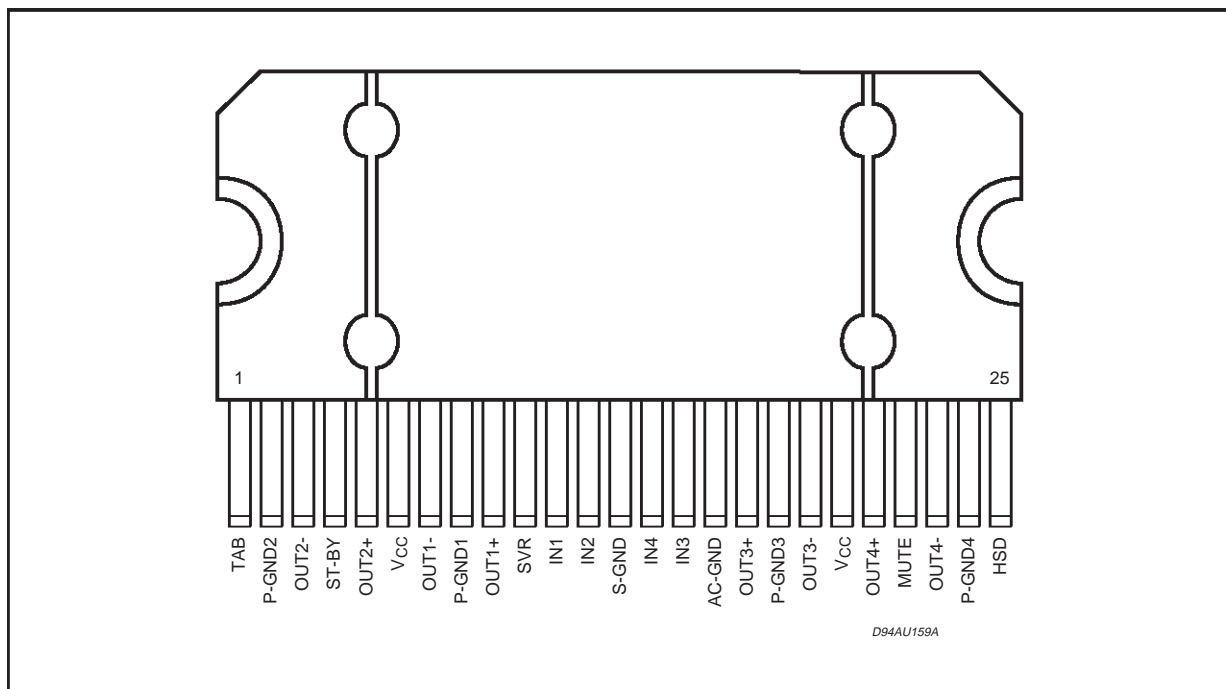 1
25
TAB
P-GND2
OUT2-
ST-BY
OUT2+
VCC
OUT1-
P-GND1
OUT1+
SVR
IN1
IN2
S-GND
IN4
IN3
AC-GND
OUT3+
P-GND3
OUT3-
VCC
OUT4+
MUTE
OUT4-
P-GND4
HSD
D94AU159A